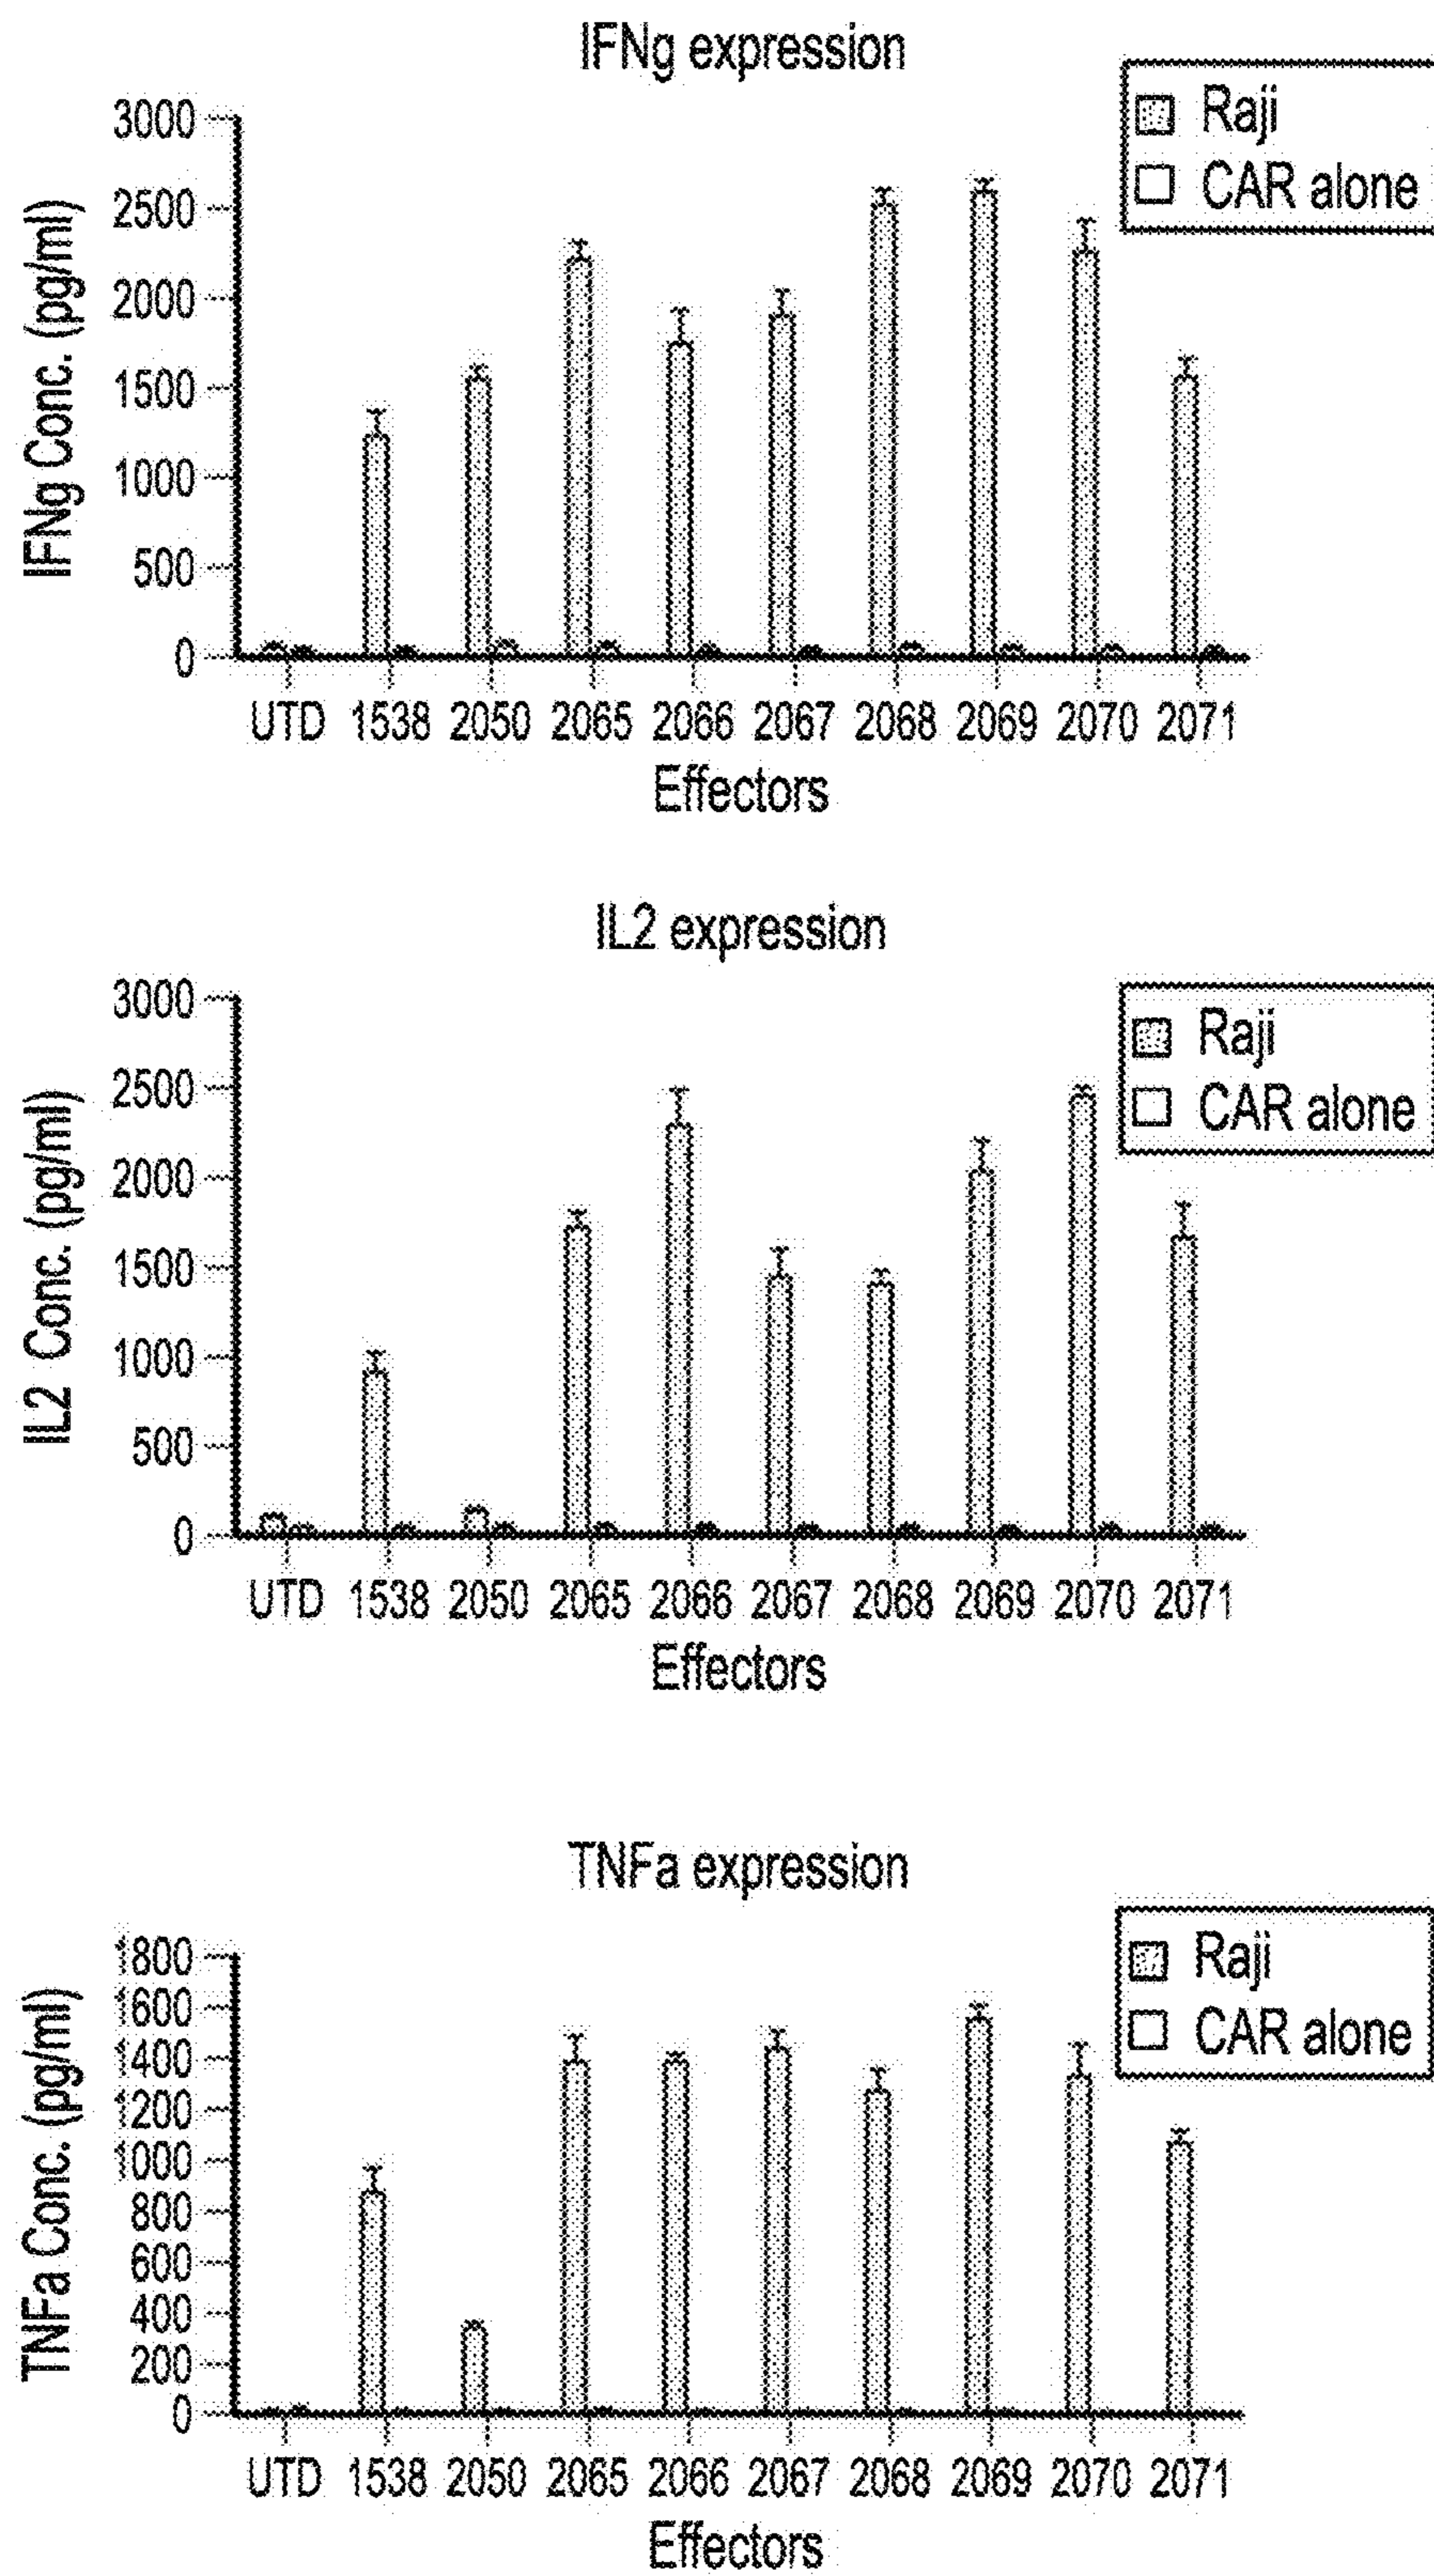 IFNg expression
Raji
CAR alone
IFNg Conc. (pg/ml)
3000
2500
2000
1500
1000
500
0
UTD 1538 2050 2065 2066 2067 2068 2069 2070 2071
Effectors
IL2 expression
Raji
CAR alone
IL2 Conc. (pg/ml)
3000
2500
2000
1500
1000
500
0
UTD 1538 2050 2065 2066 2067 2068 2069 2070 2071
Effectors
TNFa expression
Raji
CAR alone
TNFa Conc. (pg/ml)
1800
1600
1400
1200
1000
800
600
400
200
0
UTD 1538 2050 2065 2066 2067 2068 2069 2070 2071
Effectors